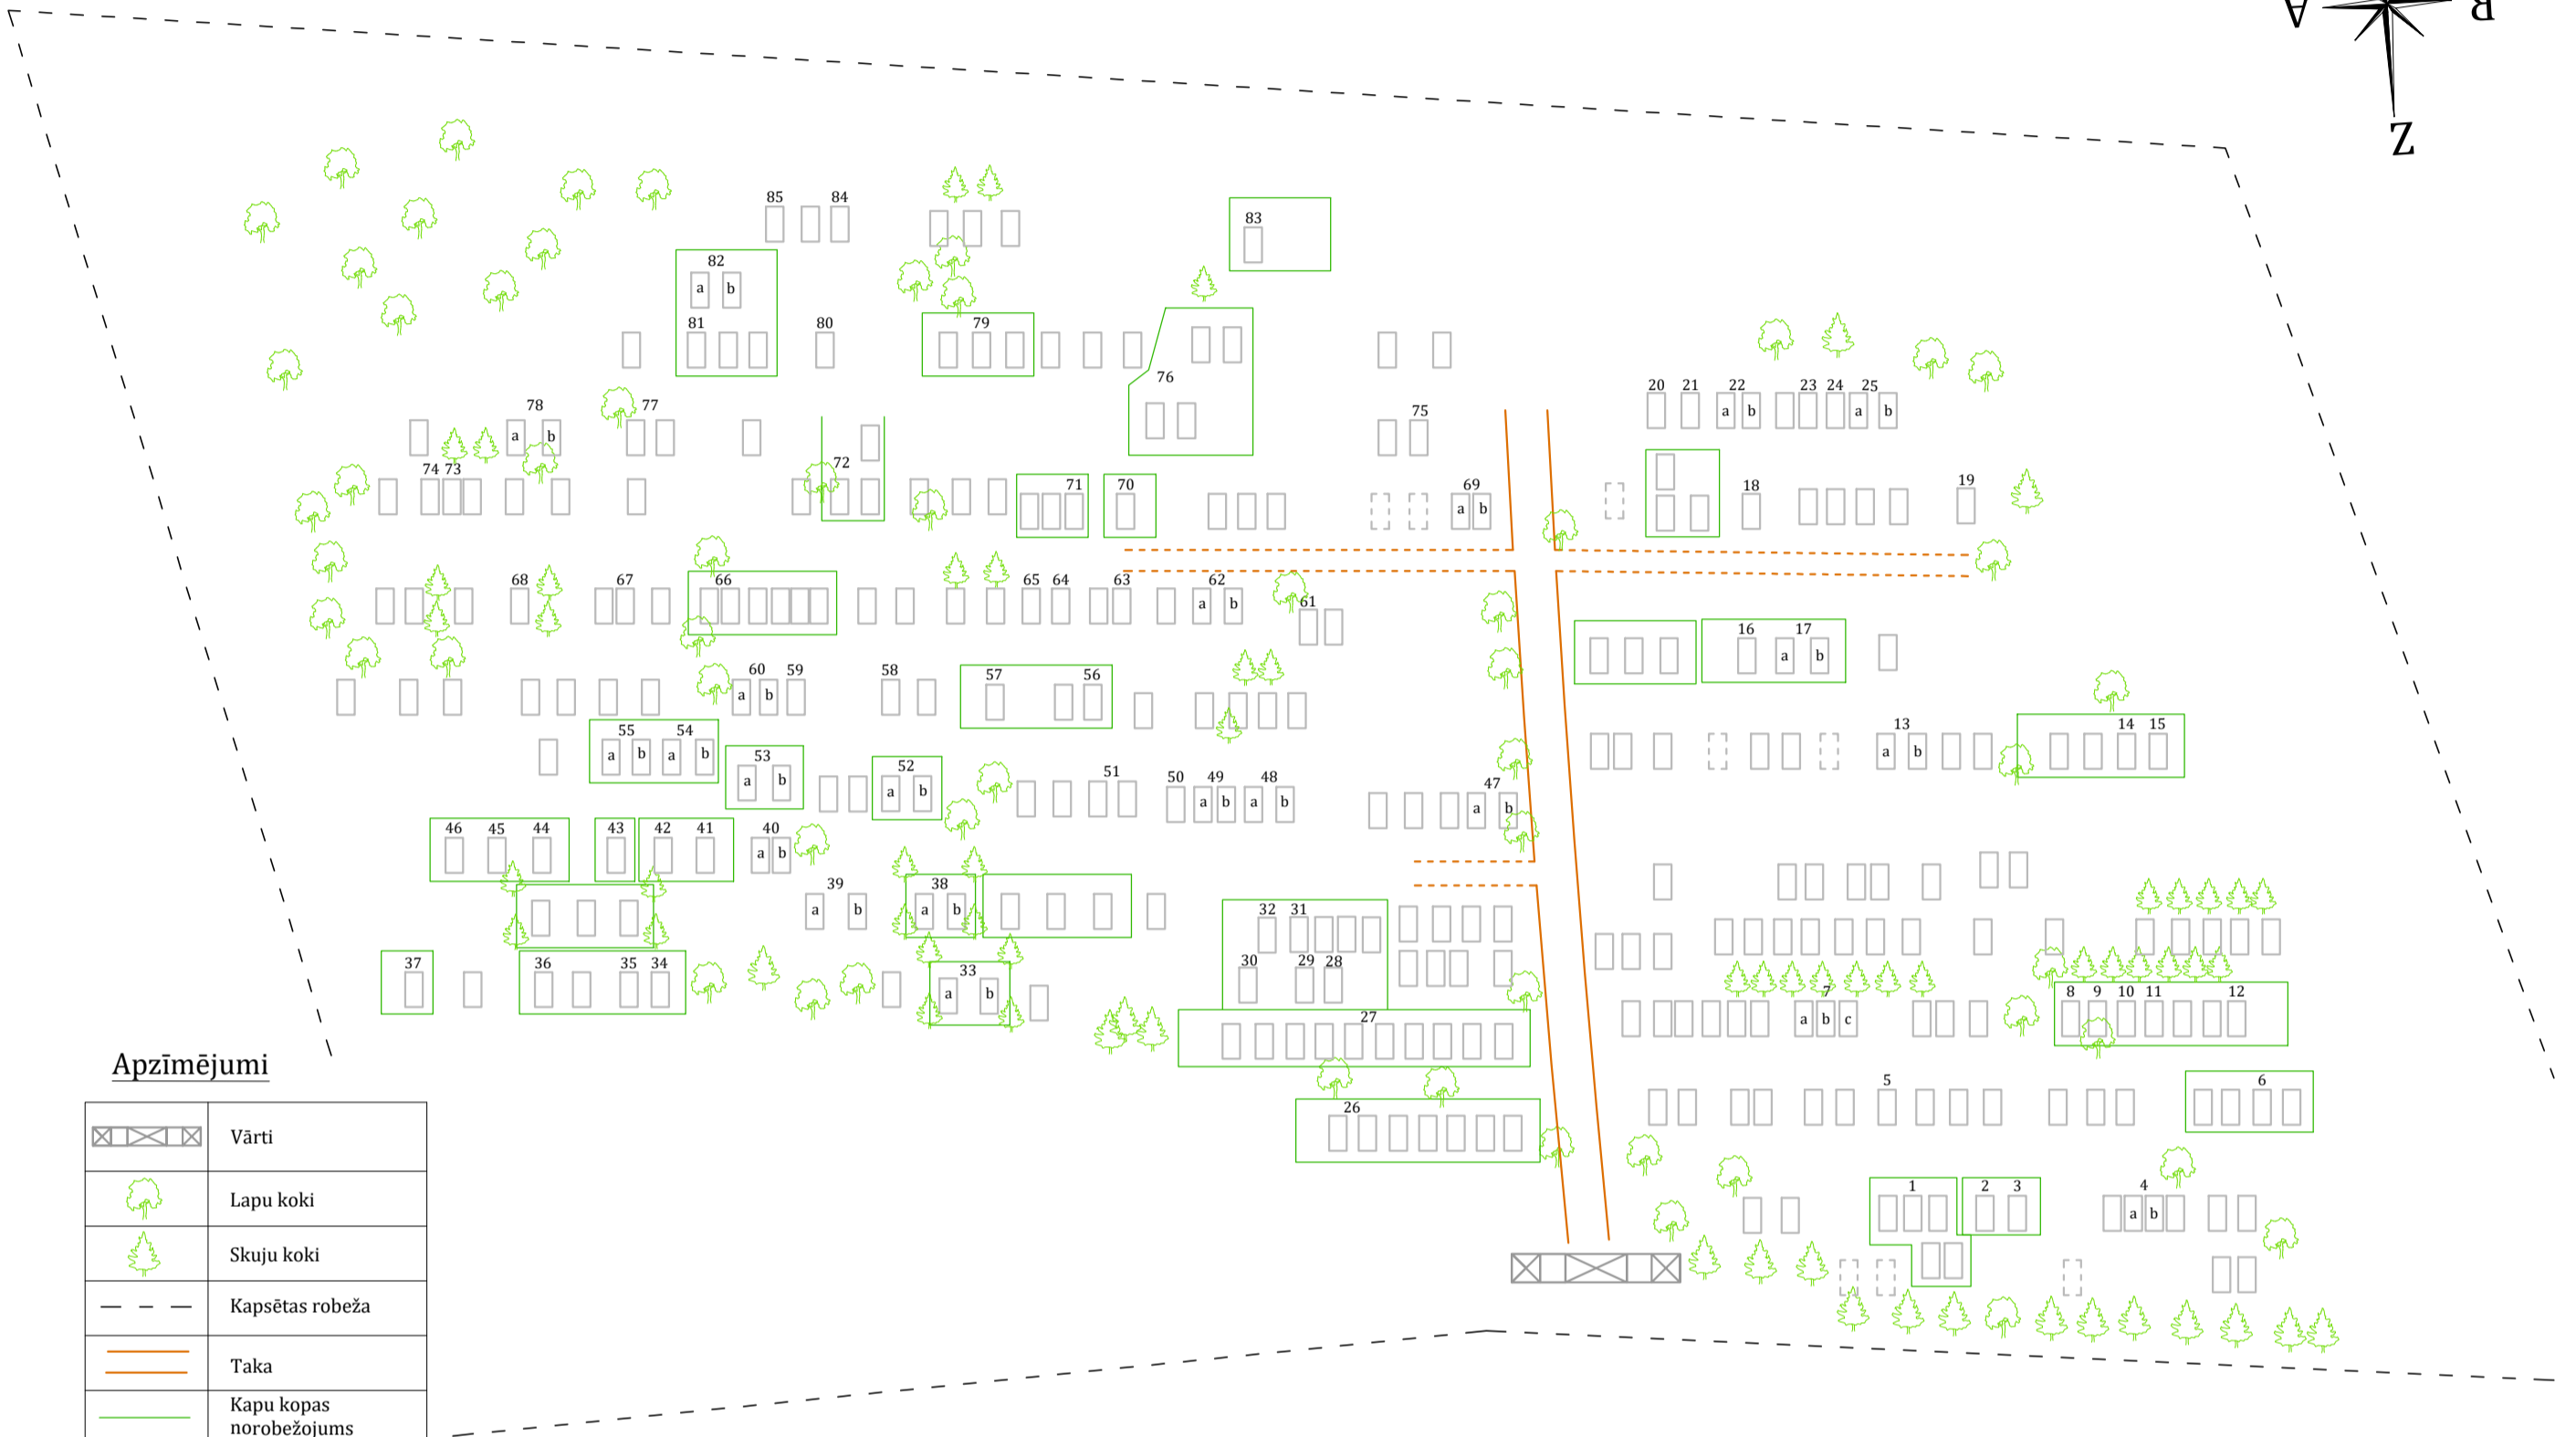 A R
Z
85 84
83
82
a b
81 79 80
76
20 21 22 23 24 25
a b a b
78 77 75
a b
74 73 72 71 70 69 18 19
a b
68 67 66 65 64 63 62
a b
61
16 17
a b
60 59 58 57 56
a b
13 14 15
a b
55 54
a b a b
53
a b
52
a b
51 50 49 48 47
a b a b a b
46 45 44 43 42 41 40
a b
39 38
a b a b
32 31
37 36 35 34 33 30 29 28
a b
7 8 9 10 11 12
a b c
27
5 6
26
1 2 3 4
a b
Apzīmējumi
Vārti
Lapu koki
Skuju koki
Kapsētas robeža
Taka
Kapu kopas
norobežojums